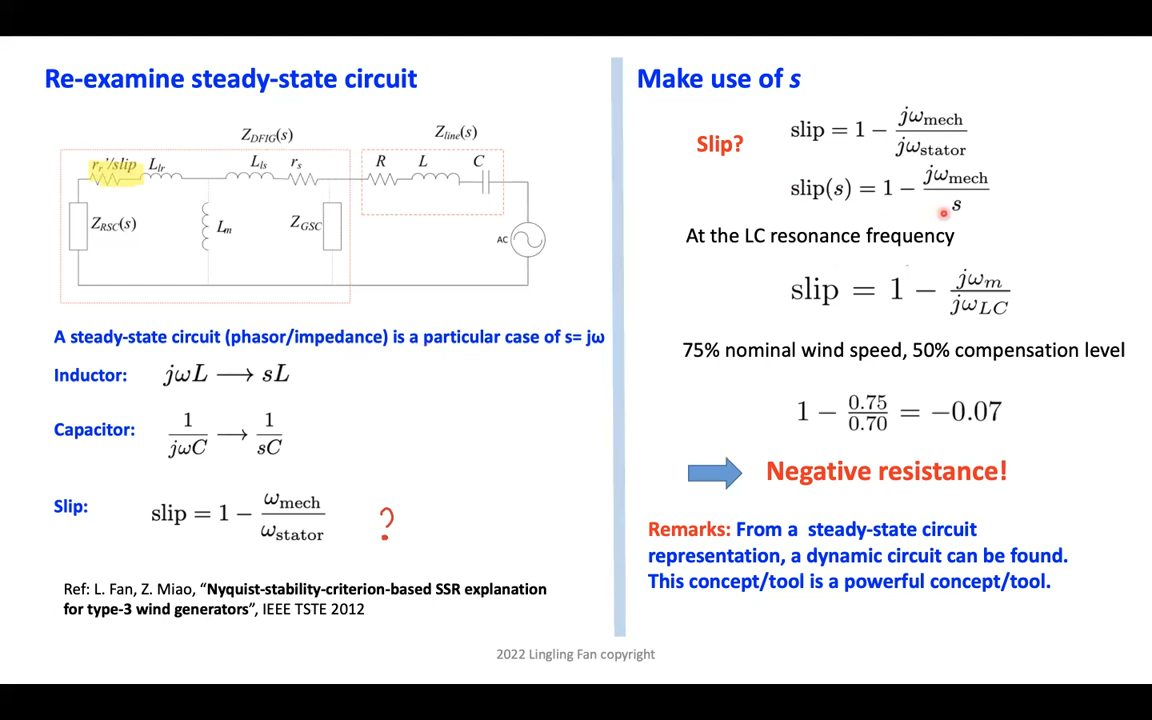 Re-examine steady-state circuit
Z_DFIG(s)
Z_line(s)
r_r'/slip L_lr
L_ls r_s
R L C
Z_RSC(s)
L_m
Z_GSC
AC
A steady-state circuit (phasor/impedance) is a particular case of s= jω
Inductor: jωL ⟶ sL
Capacitor: 1/(jωC) ⟶ 1/(sC)
Slip: slip = 1 − ω_mech/ω_stator ?
Ref: L. Fan, Z. Miao, “Nyquist-stability-criterion-based SSR explanation
for type-3 wind generators”, IEEE TSTE 2012
Make use of s
Slip? slip = 1 − jω_mech/jω_stator
slip(s) = 1 − jω_mech/s
At the LC resonance frequency
slip = 1 − jω_m/jω_LC
75% nominal wind speed, 50% compensation level
1 − 0.75/0.70 = −0.07
Negative resistance!
Remarks: From a steady-state circuit
representation, a dynamic circuit can be found.
This concept/tool is a powerful concept/tool.
2022 Lingling Fan copyright